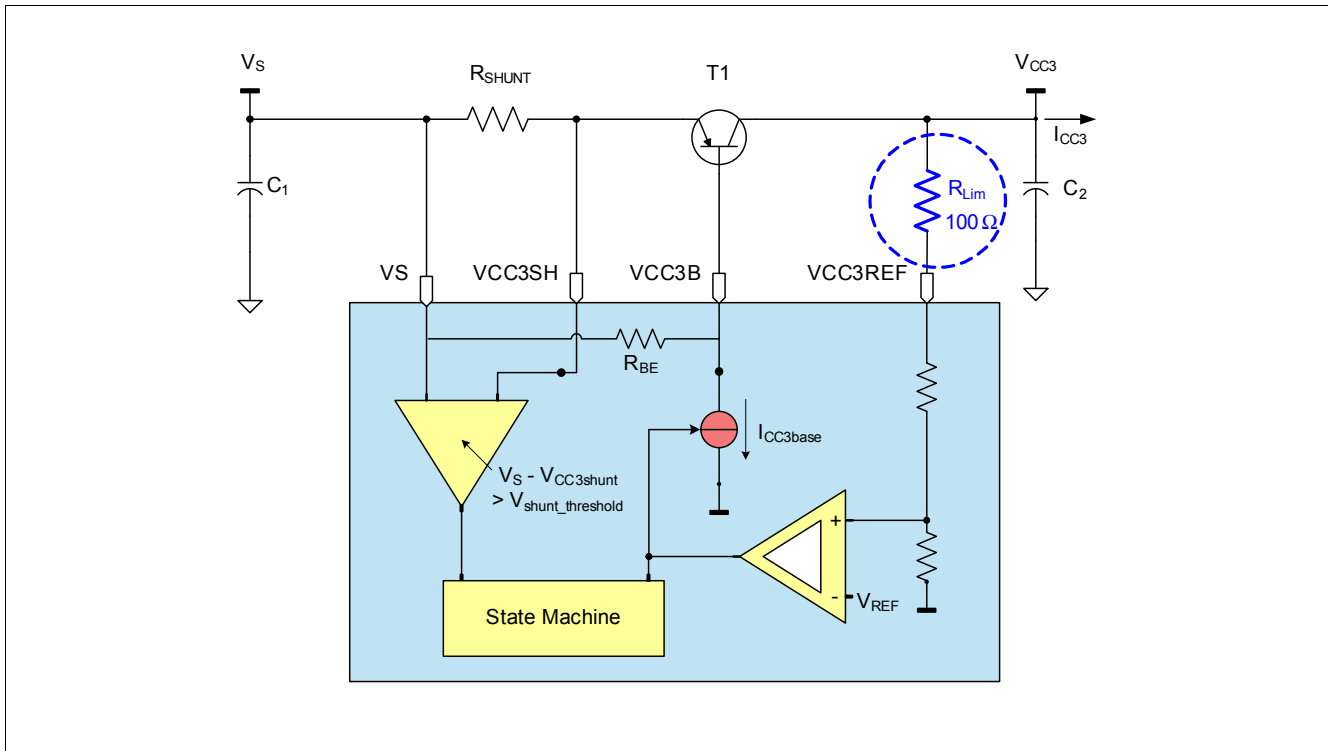 VS
RSHUNT
T1
VCC3
ICC3
C1
RLim
100 Ω
C2
VS
VCC3SH
VCC3B
VCC3REF
RBE
ICC3base
VS - VCC3shunt
> Vshunt_threshold
+
-
VREF
State Machine